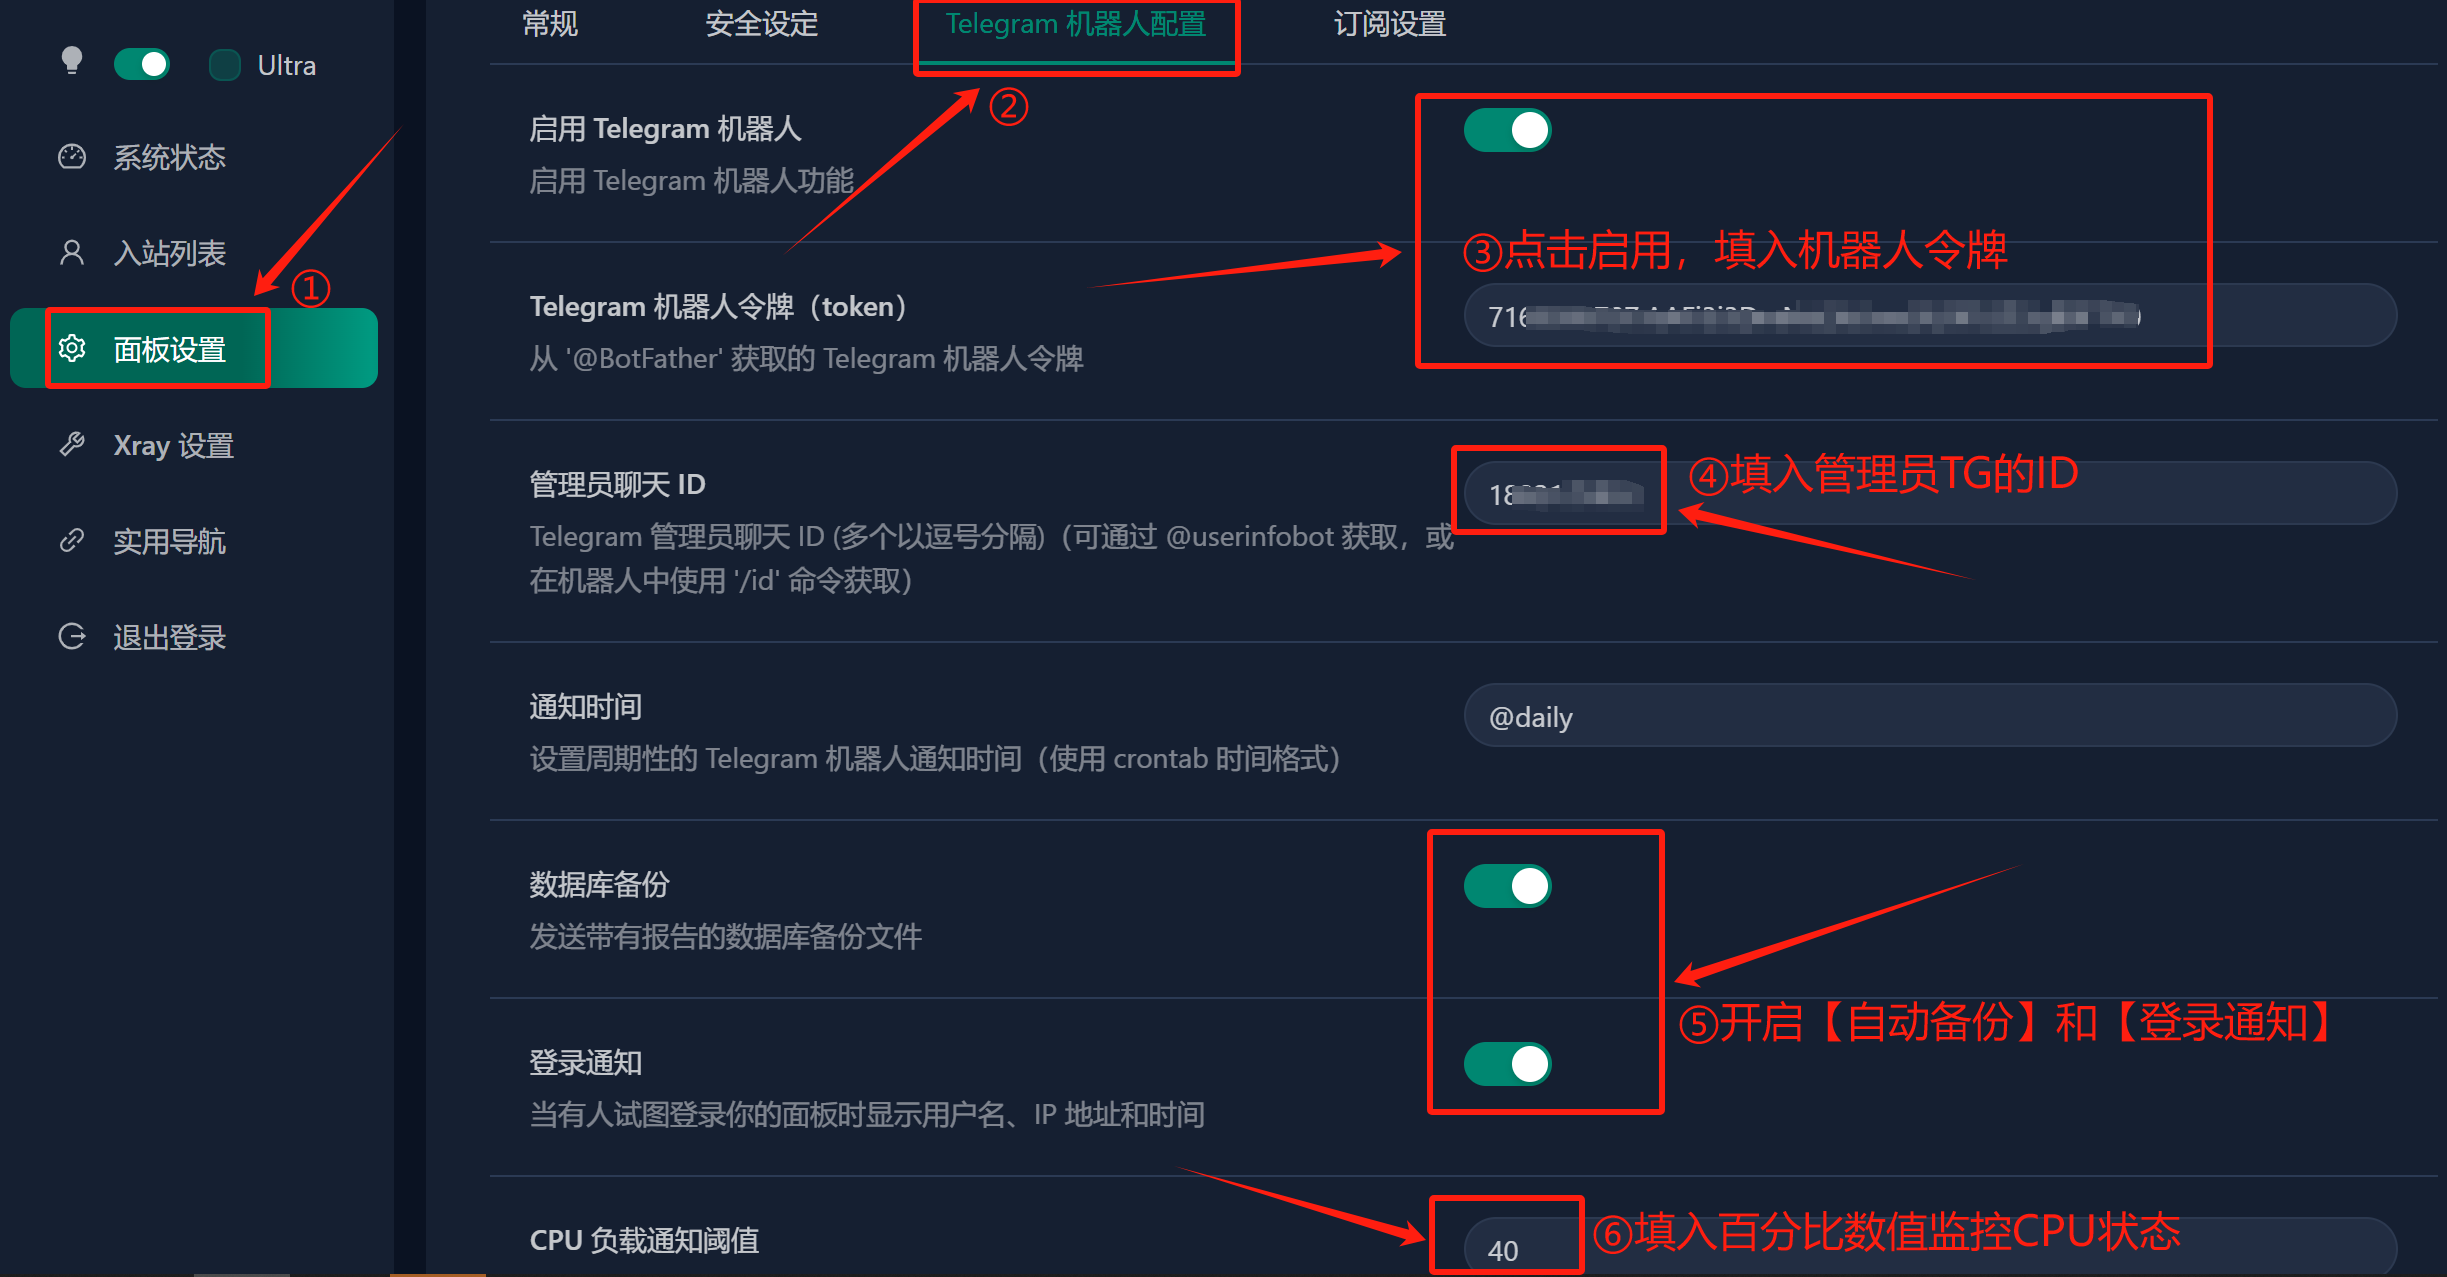 Ultra
系统状态
入站列表
①
面板设置
Xray 设置
实用导航
退出登录
常规
安全设定
Telegram 机器人配置
订阅设置
②
启用 Telegram 机器人
启用 Telegram 机器人功能
③点击启用，填入机器人令牌
Telegram 机器人令牌（token）
从 '@BotFather' 获取的 Telegram 机器人令牌
716
管理员聊天 ID
Telegram 管理员聊天 ID (多个以逗号分隔)（可通过 @userinfobot 获取，或
在机器人中使用 '/id' 命令获取）
18
④填入管理员TG的ID
通知时间
设置周期性的 Telegram 机器人通知时间（使用 crontab 时间格式）
@daily
数据库备份
发送带有报告的数据库备份文件
⑤开启【自动备份】和【登录通知】
登录通知
当有人试图登录你的面板时显示用户名、IP 地址和时间
CPU 负载通知阈值
40
⑥填入百分比数值监控CPU状态